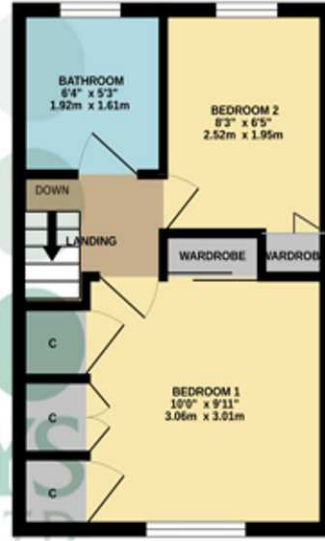 BATHROOM
6'4" x 5'3"
1.92m x 1.61m
BEDROOM 2
8'3" x 6'5"
2.52m x 1.95m
DOWN
LANDING
WARDROBE
WARDROB
C
BEDROOM 1
10'0" x 9'11"
3.06m x 3.01m
C
C